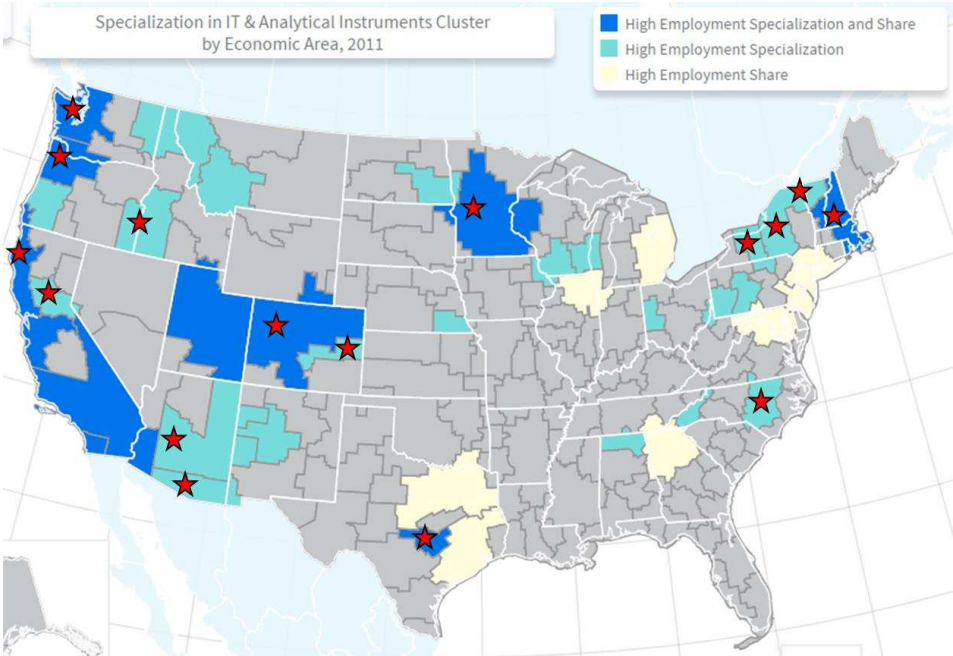 Specialization in IT & Analytical Instruments Cluster
by Economic Area, 2011
High Employment Specialization and Share
High Employment Specialization
High Employment Share